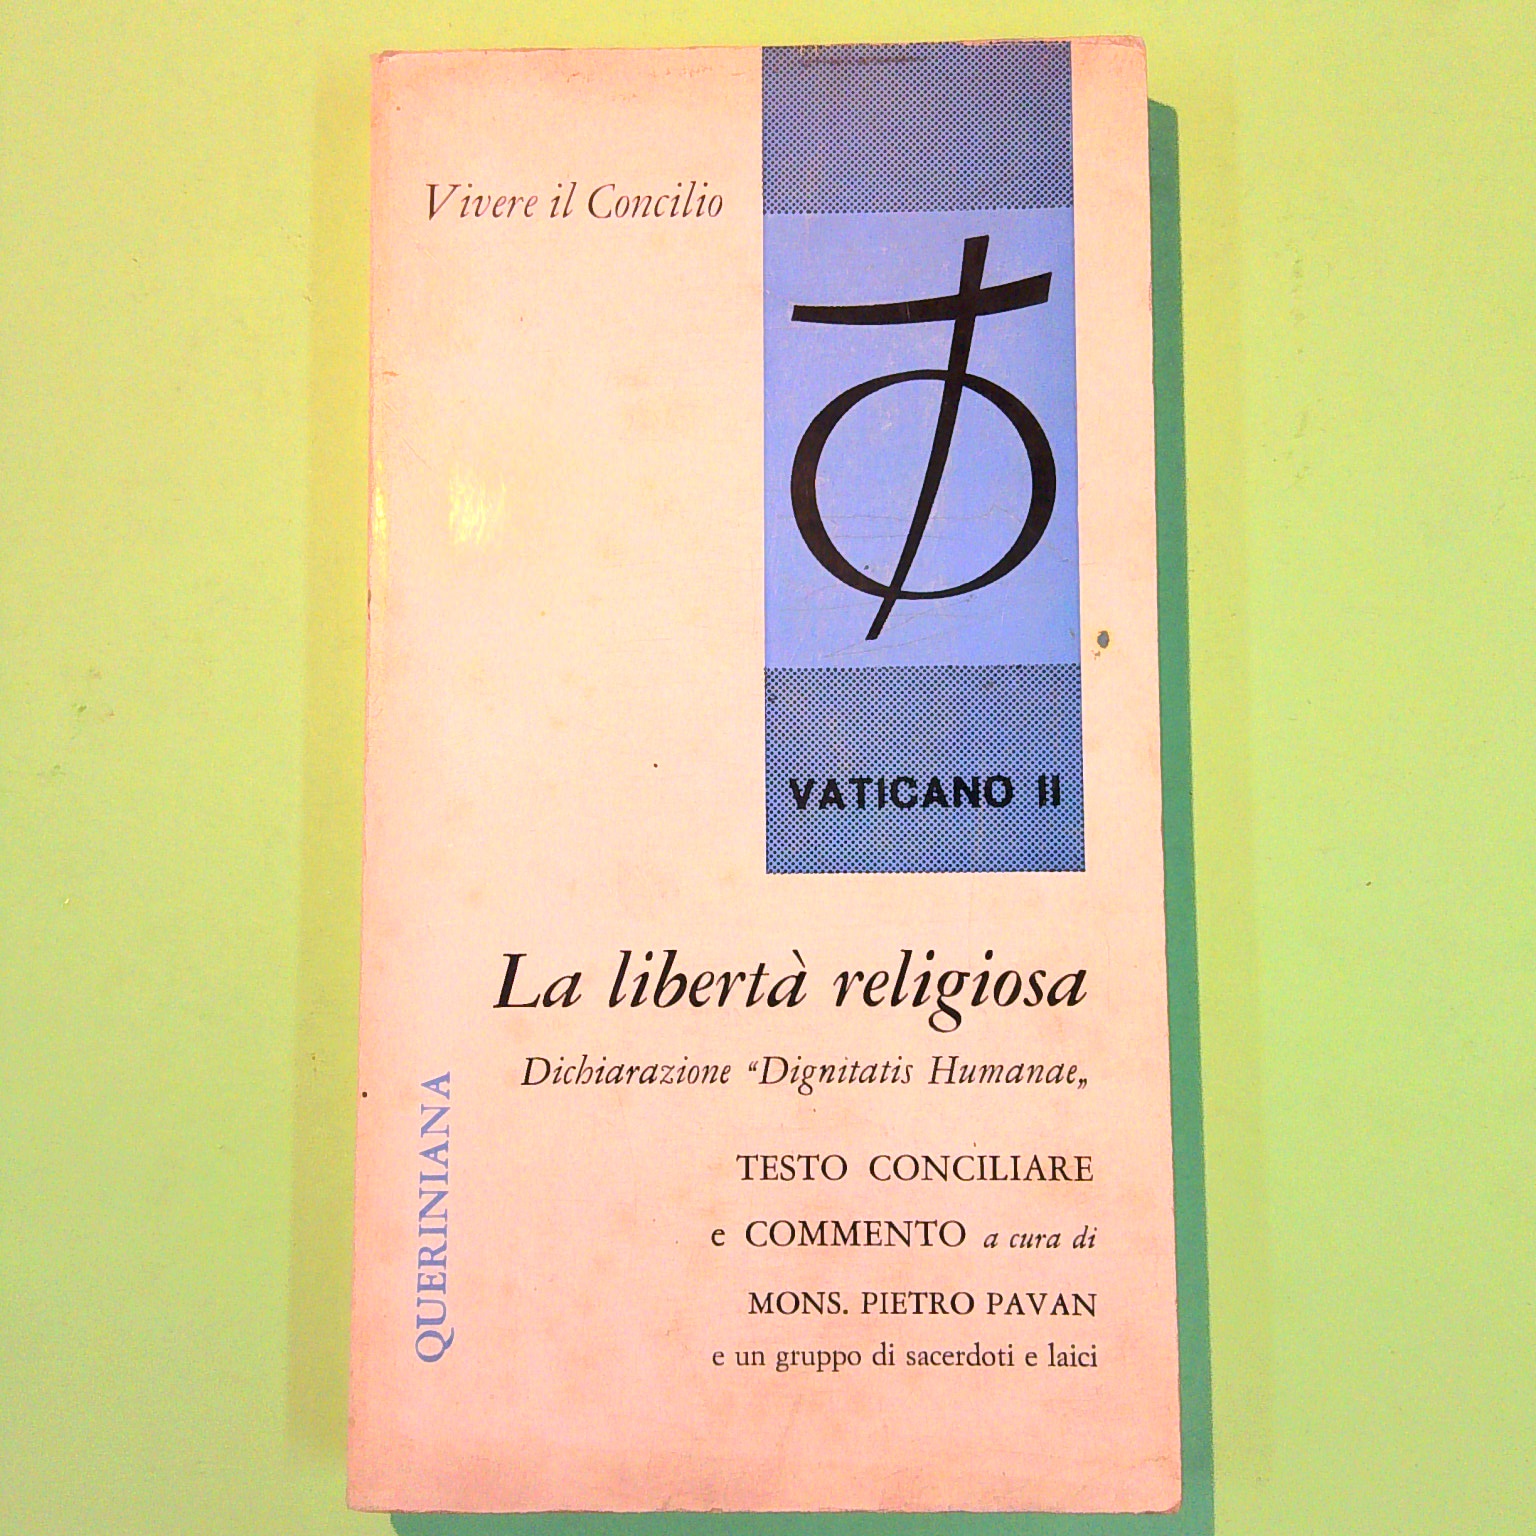 Vivere il Concilio
VATICANO II
La libertà religiosa
Dichiarazione “Dignitatis Humanae„
TESTO CONCILIARE
e COMMENTO a cura di
MONS. PIETRO PAVAN
e un gruppo di sacerdoti e laici
QUERINIANA